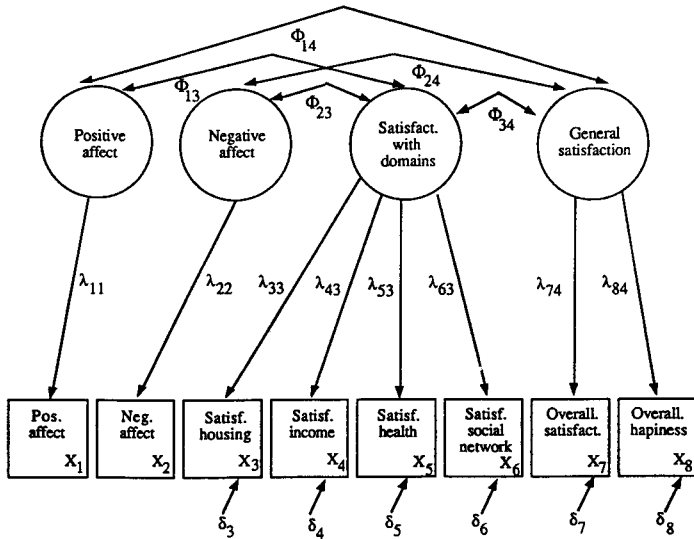 Φ14
Φ13
Φ23
Φ24
Φ34
Positive
affect
Negative
affect
Satisfact.
with
domains
General
satisfaction
λ11
λ22
λ33
λ43
λ53
λ63
λ74
λ84
Pos.
affect
X1
Neg.
affect
X2
Satisf.
housing
X3
Satisf.
income
X4
Satisf.
health
X5
Satisf.
social
network
X6
Overall.
satisfact.
X7
Overall.
hapiness
X8
δ3
δ4
δ5
δ6
δ7
δ8